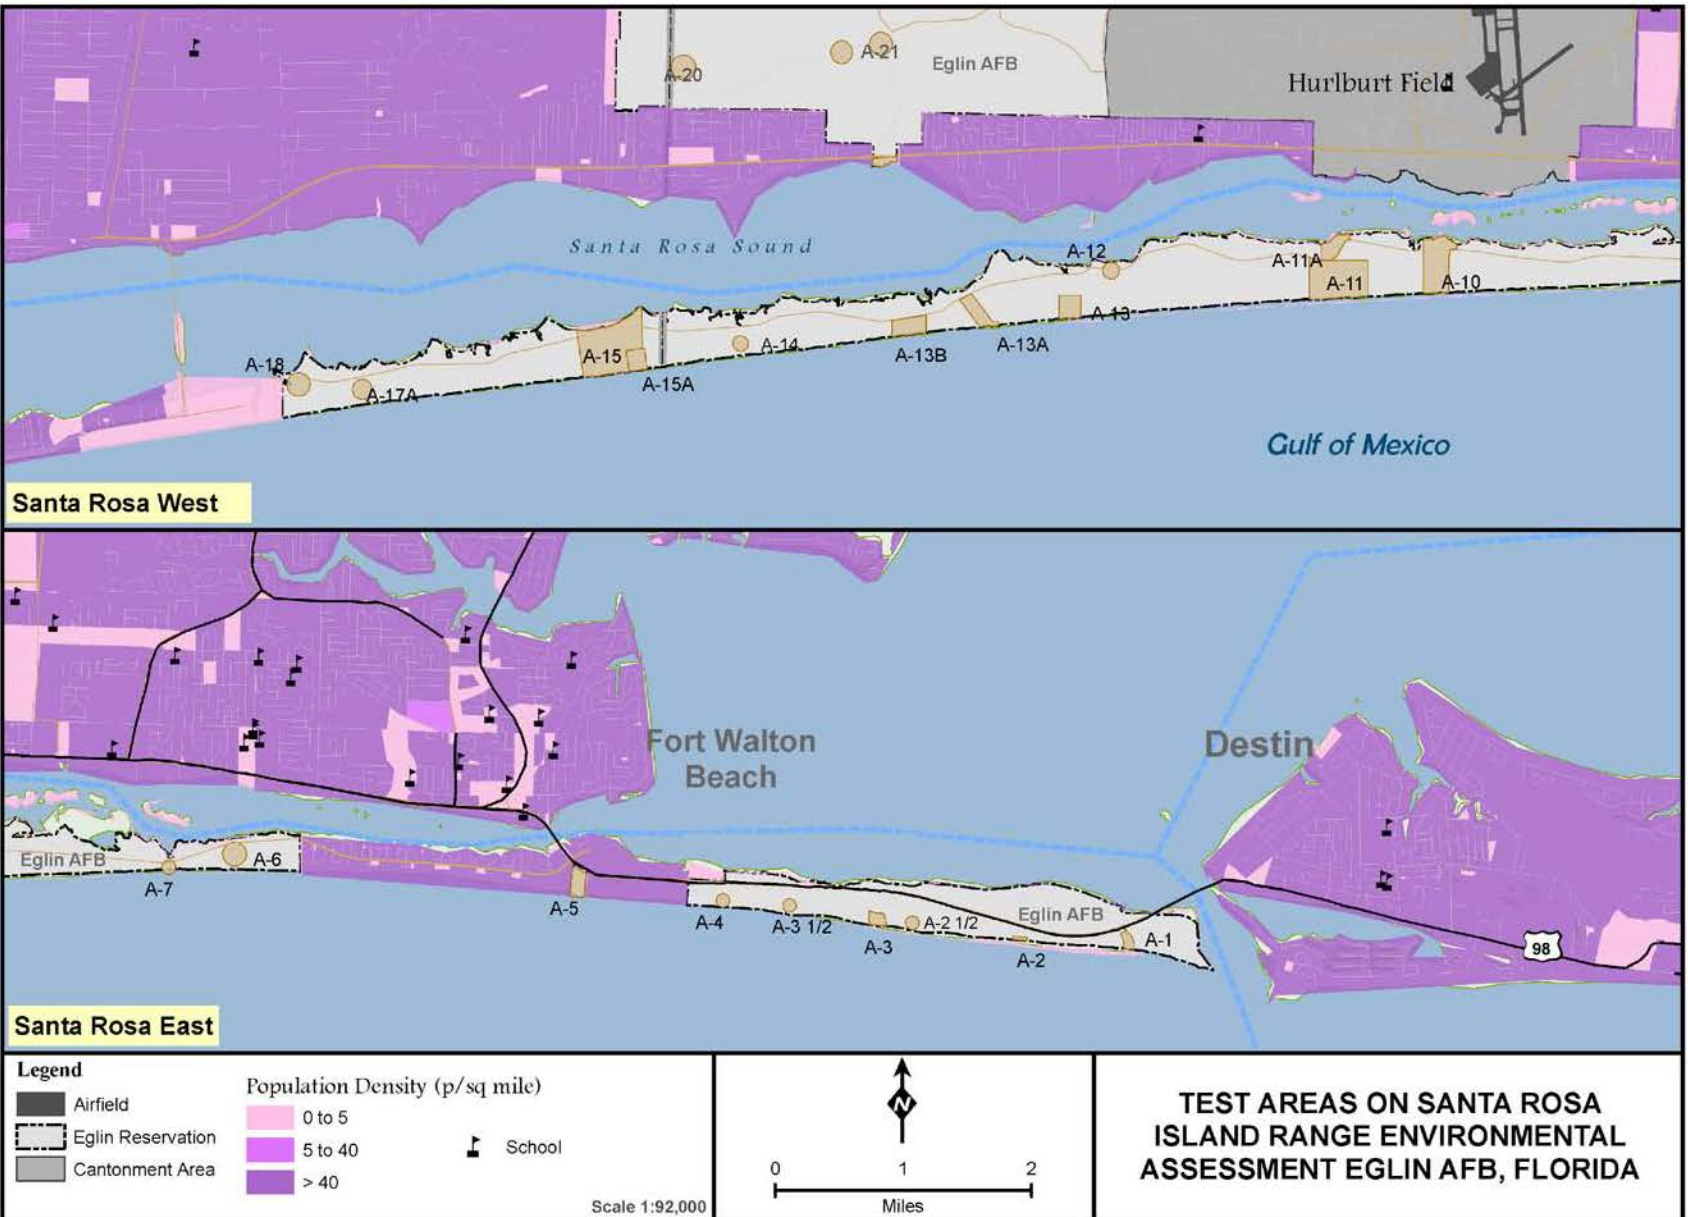 A-20
A-21
Eglin AFB
Hurlburt Field
Santa Rosa Sound
A-12
A-11A
A-11
A-10
A-13
A-13A
A-13B
A-14
A-15
A-15A
A-18
A-17A
Gulf of Mexico
Santa Rosa West
Fort Walton
Beach
Destin
Eglin AFB
A-6
A-7
A-5
A-4
A-3 1/2
A-3
A-2 1/2
Eglin AFB
A-2
A-1
98
Santa Rosa East
Legend
Airfield
Eglin Reservation
Cantonment Area
Population Density (p/sq mile)
0 to 5
5 to 40
> 40
School
Scale 1:92,000
N
0 1 2
Miles
TEST AREAS ON SANTA ROSA
ISLAND RANGE ENVIRONMENTAL
ASSESSMENT EGLIN AFB, FLORIDA